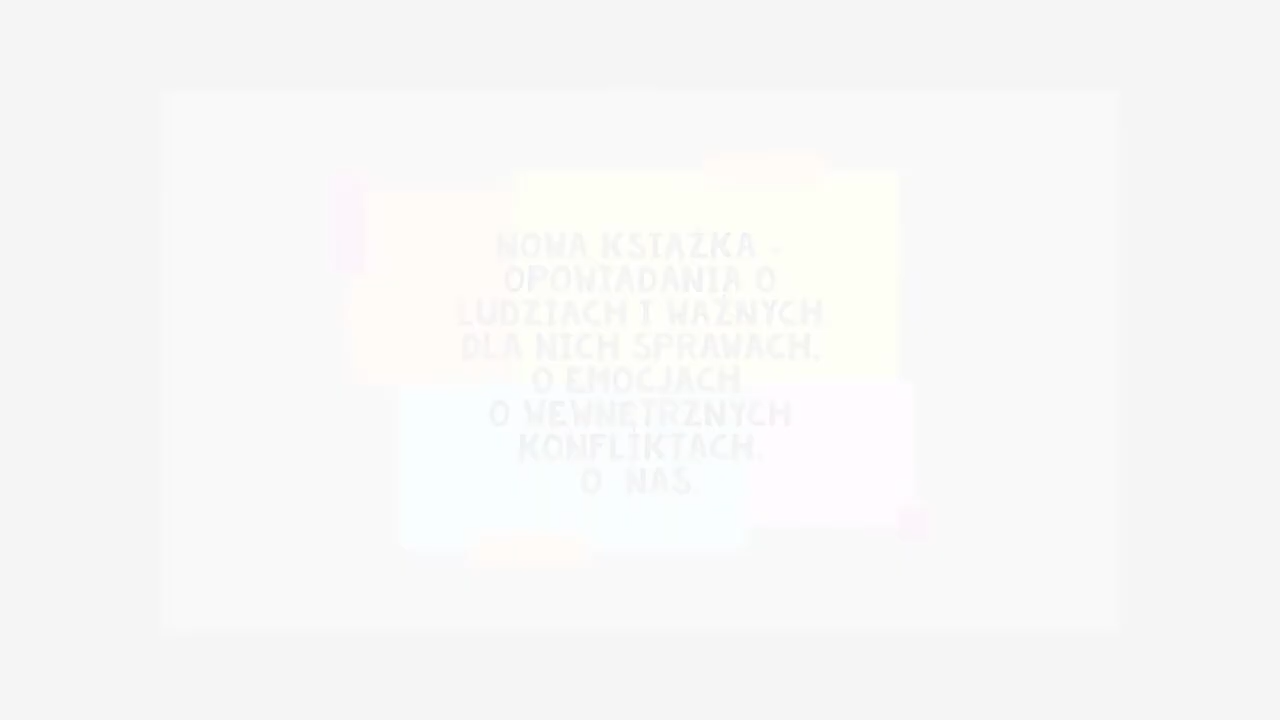 NOWA KSIĄŻKA -
OPOWIADANIA O
LUDZIACH I WAŻNYCH
DLA NICH SPRAWACH.
O EMOCJACH
O WEWNĘTRZNYCH
KONFLIKTACH.
O NAS.